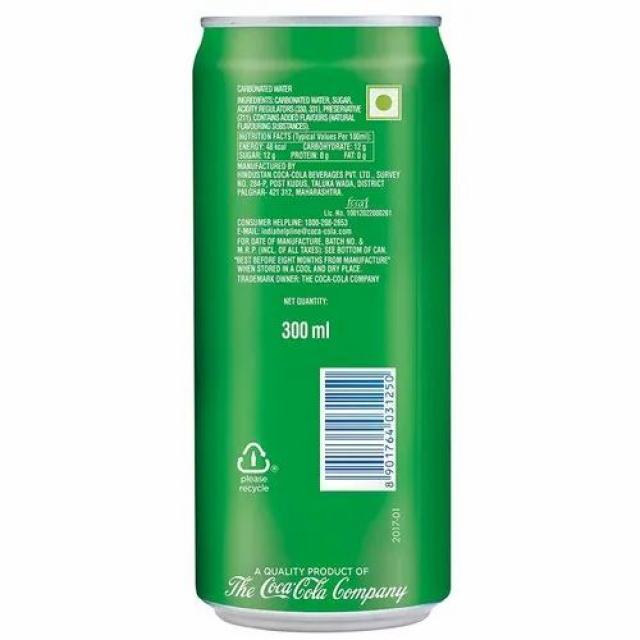 CARBONATED WATER
INGREDIENTS: CARBONATED WATER, SUGAR,
ACIDITY REGULATORS (330, 331), PRESERVATIVE
(211). CONTAINS ADDED FLAVOURS (NATURAL
FLAVOURING SUBSTANCES).
NUTRITION FACTS (Typical Values Per 100ml):
ENERGY: 48 kcal CARBOHYDRATE: 12 g
SUGAR: 12 g PROTEIN: 0 g FAT: 0 g
MANUFACTURED BY
HINDUSTAN COCA-COLA BEVERAGES PVT. LTD., SURVEY
NO. 284-P, POST KUDUS, TALUKA WADA, DISTRICT
PALGHAR- 421 312, MAHARASHTRA.
fssai
Lic. No.
CONSUMER HELPLINE: 1800-208-2653
E-MAIL: indiahelpline@coca-cola.com
FOR DATE OF MANUFACTURE, BATCH NO. &
M.R.P. (INCL. OF ALL TAXES): SEE BOTTOM OF CAN.
"BEST BEFORE EIGHT MONTHS FROM MANUFACTURE"
WHEN STORED IN A COOL AND DRY PLACE.
TRADEMARK OWNER: THE COCA-COLA COMPANY
NET QUANTITY:
300 ml
8 901764 031250
please
recycle
®
2017-01
A QUALITY PRODUCT OF
The Coca-Cola Company